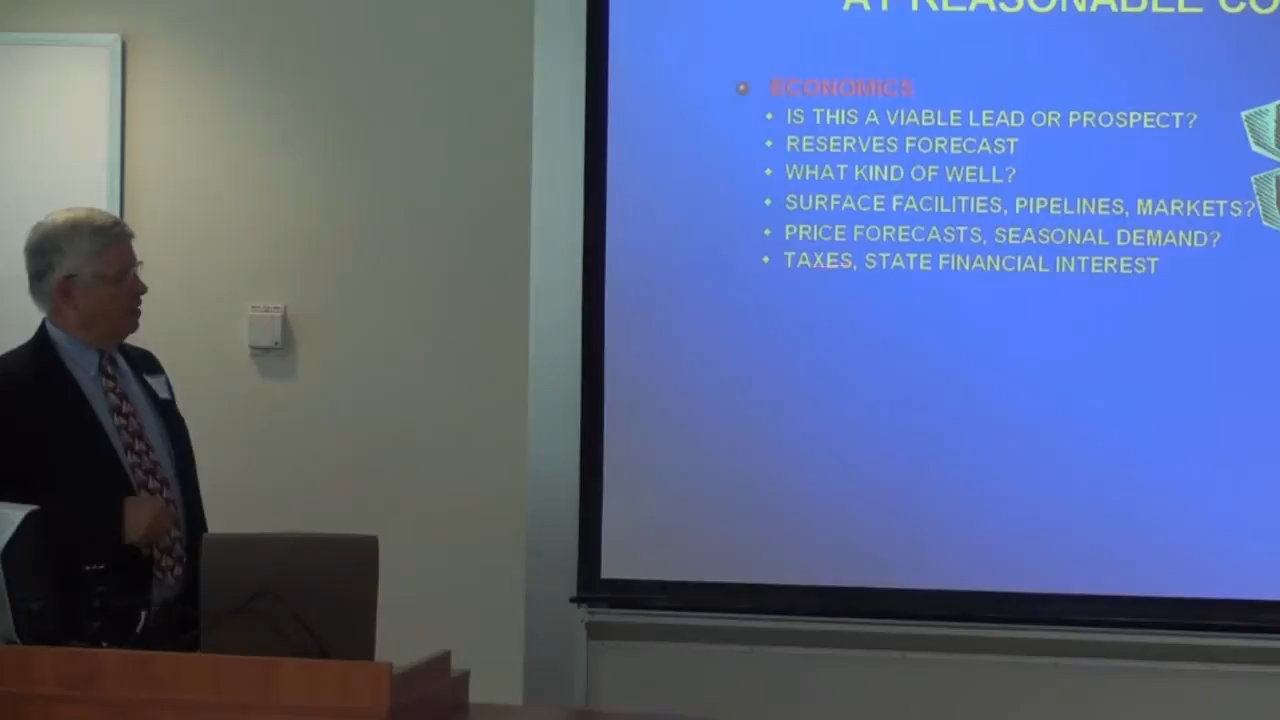 AT REASONABLE CO
ECONOMICS
IS THIS A VIABLE LEAD OR PROSPECT?
RESERVES FORECAST
WHAT KIND OF WELL?
SURFACE FACILITIES, PIPELINES, MARKETS?
PRICE FORECASTS, SEASONAL DEMAND?
TAXES, STATE FINANCIAL INTEREST